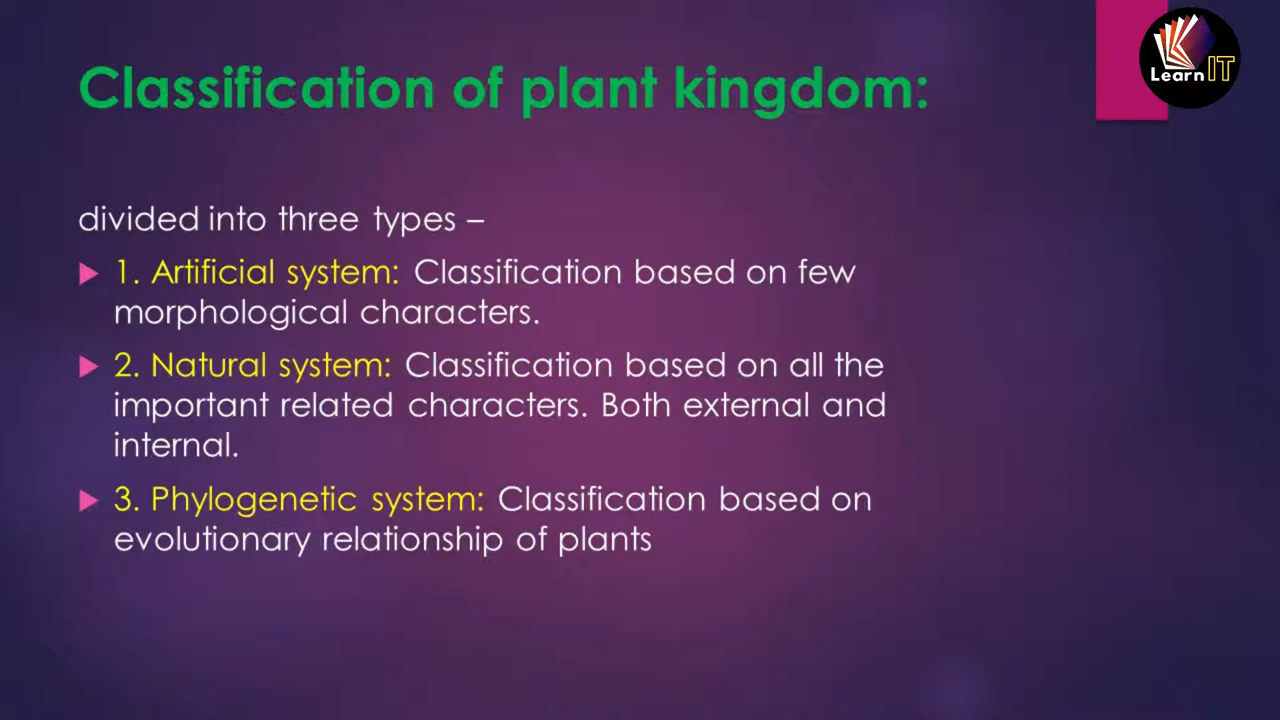 Learn IT
Classification of plant kingdom:
divided into three types –
1. Artificial system: Classification based on few
morphological characters.
2. Natural system: Classification based on all the
important related characters. Both external and
internal.
3. Phylogenetic system: Classification based on
evolutionary relationship of plants